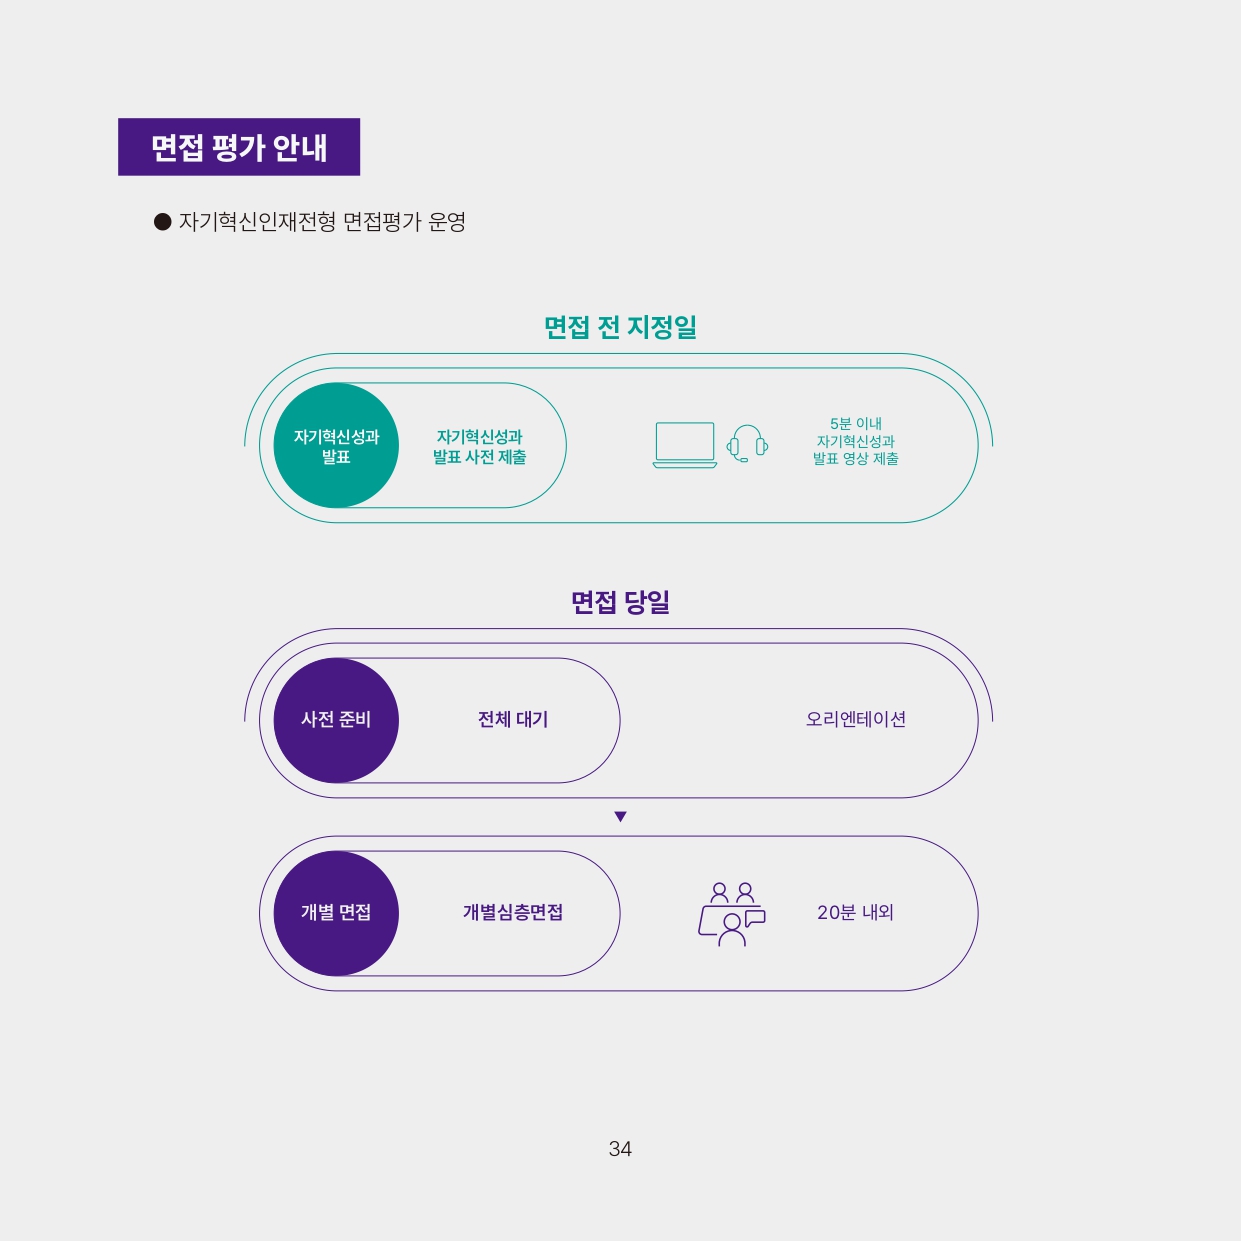 면접 평가 안내
● 자기혁신인재전형 면접평가 운영
면접 전 지정일
자기혁신성과
발표
자기혁신성과
발표 사전 제출
5분 이내
자기혁신성과
발표 영상 제출
면접 당일
사전 준비
전체 대기
오리엔테이션
▼
개별 면접
개별심층면접
20분 내외
34